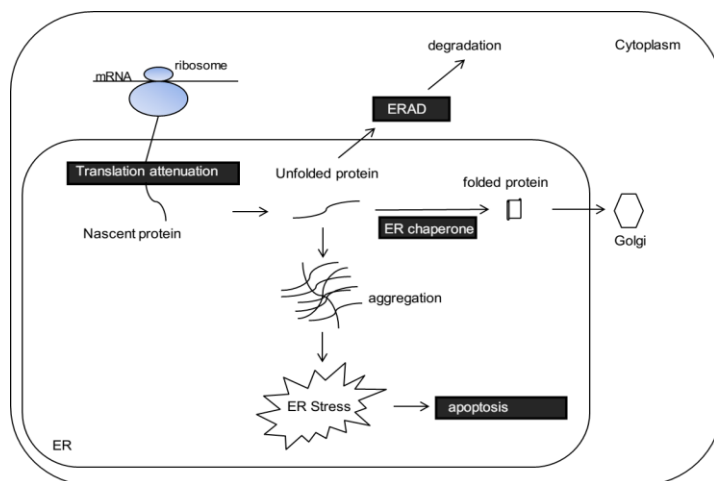 degradation
Cytoplasm
ribosome
mRNA
ERAD
Translation attenuation
Unfolded protein
folded protein
Nascent protein
ER chaperone
Golgi
aggregation
ER Stress
apoptosis
ER